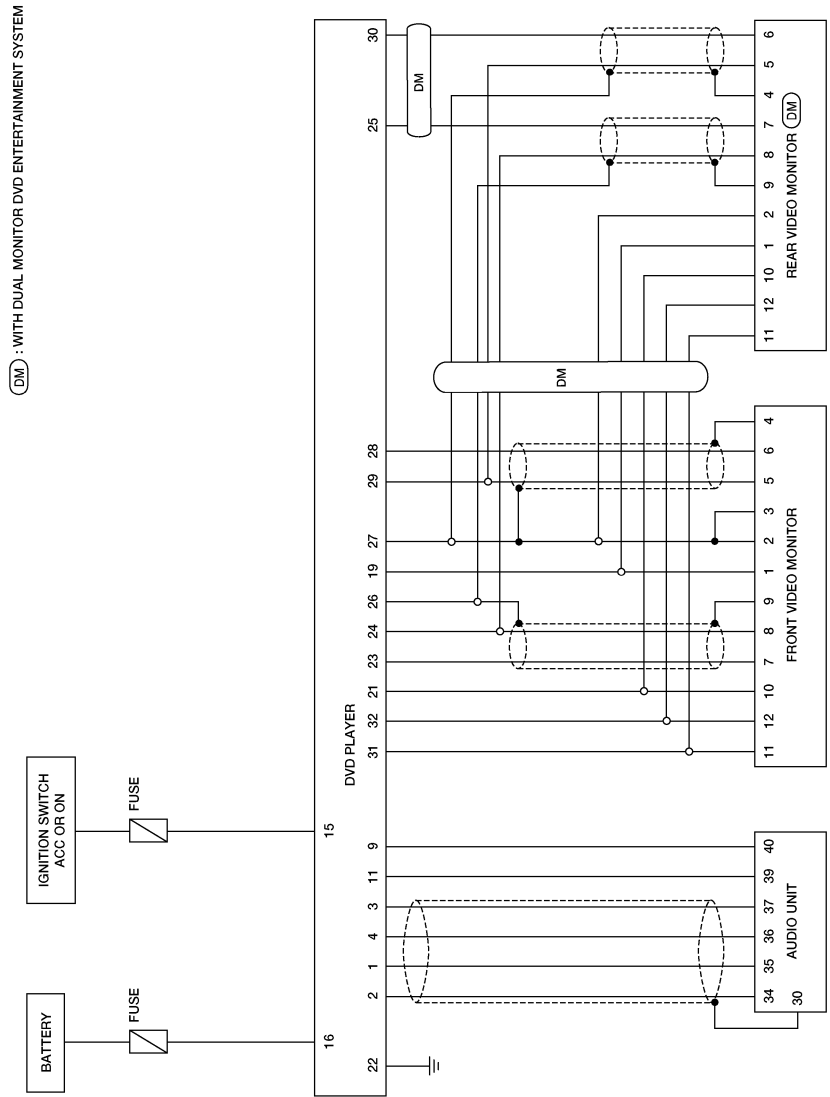 DM : WITH DUAL MONITOR DVD ENTERTAINMENT SYSTEM
BATTERY
IGNITION SWITCH
ACC OR ON
FUSE
FUSE
16
15
DVD PLAYER
22 2 1 4 3 11 9 31 32 21 23 24 26 19 27 29 28 25 30
DM
DM
34 35 36 37 39 40
30
AUDIO UNIT
11 12 10 7 8 9 1 2 3 5 6 4
FRONT VIDEO MONITOR
11 12 10 1 2 9 8 7 4 5 6
REAR VIDEO MONITOR DM